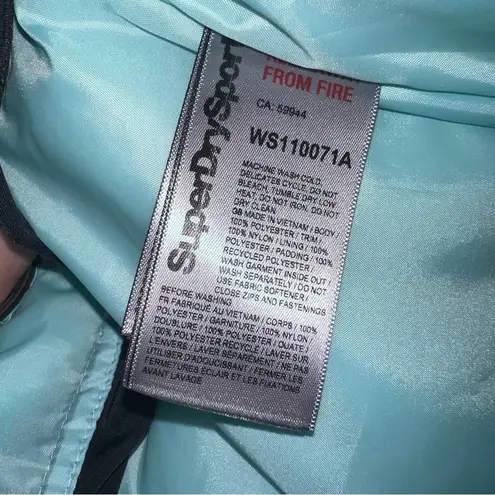 SuperDrySport
FROM FIRE
CA: 59944
WS110071A
MACHINE WASH COLD,
DELICATES CYCLE, DO NOT
BLEACH, TUMBLE DRY LOW
HEAT, DO NOT IRON, DO NOT
DRY CLEAN
GB MADE IN VIETNAM / BODY /
100% POLYESTER / TRIM /
100% NYLON / LINING / 100%
POLYESTER / PADDING / 100%
RECYCLED POLYESTER /
WASH GARMENT INSIDE OUT /
WASH SEPARATELY / DO NOT
USE FABRIC SOFTENER /
CLOSE ZIPS AND FASTENINGS
BEFORE WASHING
FR FABRIQUÉ AU VIETNAM / CORPS / 100%
POLYESTER / GARNITURE / 100% NYLON
DOUBLURE / 100% POLYESTER / OUATE /
100% POLYESTER RECYCLÉ / LAVER SUR
L'ENVERS / LAVER SÉPARÉMENT / NE PAS
UTILISER D'ADOUCISSANT / FERMER LES
FERMETURES ÉCLAIR ET LES FIXATIONS
AVANT LAVAGE